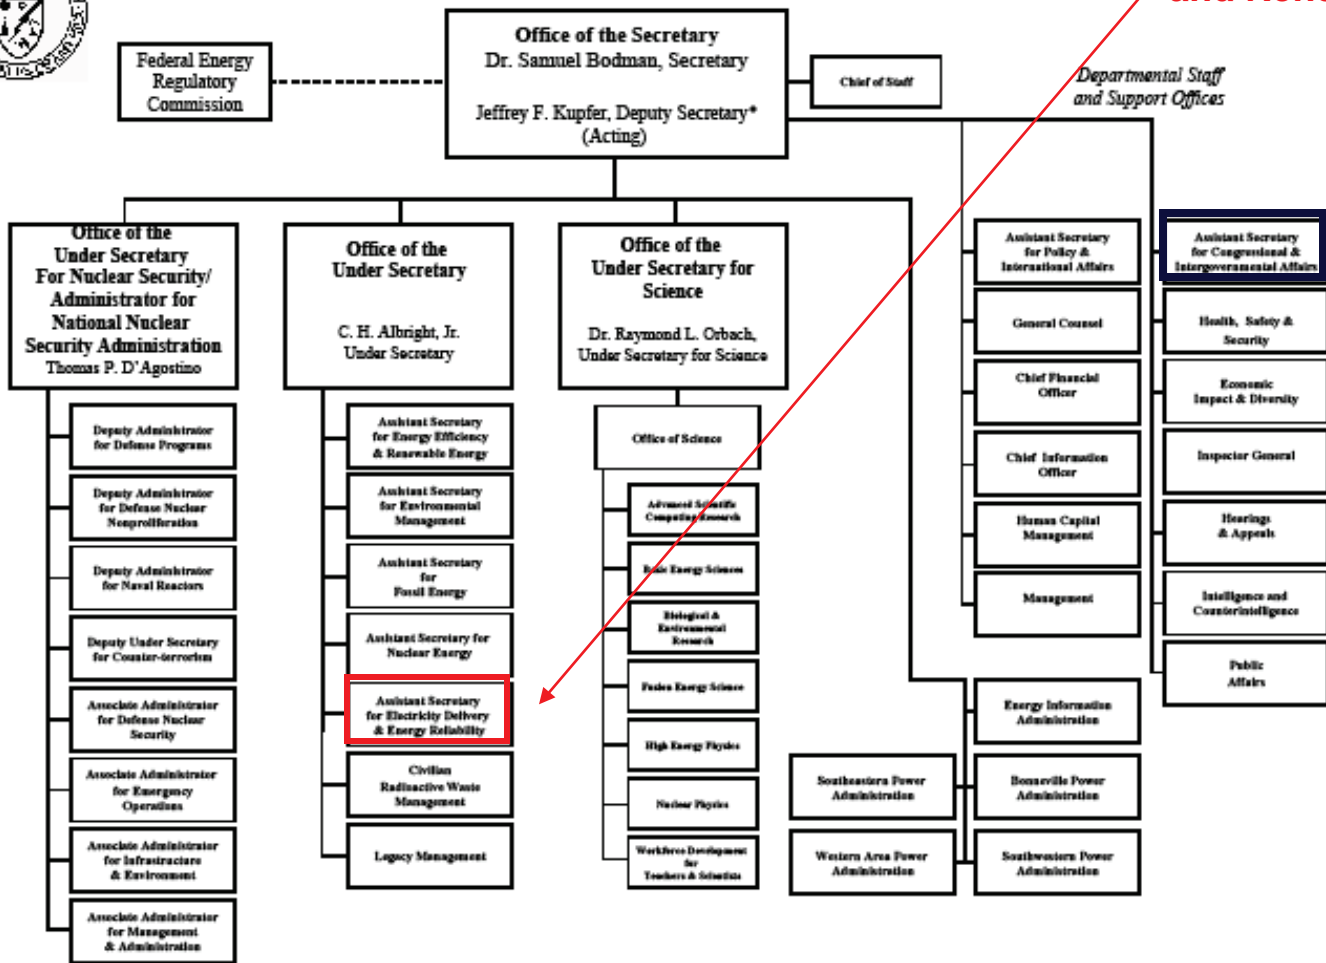 Office of the Secretary
Dr. Samuel Bodman, Secretary
Jeffrey F. Kupfer, Deputy Secretary*
(Acting)
Federal Energy
Regulatory
Commission
Chief of Staff
Departmental Staff
and Support Offices
Office of the
Under Secretary
For Nuclear Security/
Administrator for
National Nuclear
Security Administration
Thomas P. D'Agostino
Deputy Administrator
for Defense Programs
Deputy Administrator
for Defense Nuclear
Nonproliferation
Deputy Administrator
for Naval Reactors
Deputy Under Secretary
for Counter-terrorism
Associate Administrator
for Defense Nuclear
Security
Associate Administrator
for Emergency
Operations
Associate Administrator
for Infrastructure
& Environment
Associate Administrator
for Management
& Administration
Office of the
Under Secretary
C. H. Albright, Jr.
Under Secretary
Assistant Secretary
for Energy Efficiency
& Renewable Energy
Assistant Secretary
for Environmental
Management
Assistant Secretary
for
Fossil Energy
Assistant Secretary for
Nuclear Energy
Assistant Secretary
for Electricity Delivery
& Energy Reliability
Civilian
Radioactive Waste
Management
Legacy Management
Office of the
Under Secretary for
Science
Dr. Raymond L. Orbach,
Under Secretary for Science
Office of Science
Advanced Scientific
Computing Research
Basic Energy Sciences
Biological &
Environmental
Research
Fusion Energy Science
High Energy Physics
Nuclear Physics
Workforce Development
for
Teachers & Scientists
Assistant Secretary
for Policy &
International Affairs
General Counsel
Chief Financial
Officer
Chief Information
Officer
Human Capital
Management
Management
Assistant Secretary
for Congressional &
Intergovernmental Affairs
Health, Safety &
Security
Economic
Impact & Diversity
Inspector General
Hearings
& Appeals
Intelligence and
Counterintelligence
Public
Affairs
Energy Information
Administration
Southeastern Power
Administration
Bonneville Power
Administration
Western Area Power
Administration
Southwestern Power
Administration